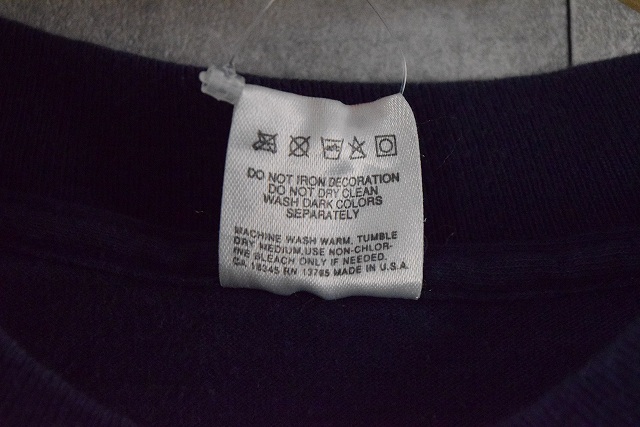 DO NOT IRON DECORATION
DO NOT DRY CLEAN
WASH DARK COLORS
SEPARATELY
MACHINE WASH WARM, TUMBLE
DRY MEDIUM.USE NON-CHLOR-
INE BLEACH ONLY IF NEEDED.
CA 18345 RN 13765 MADE IN U.S.A.